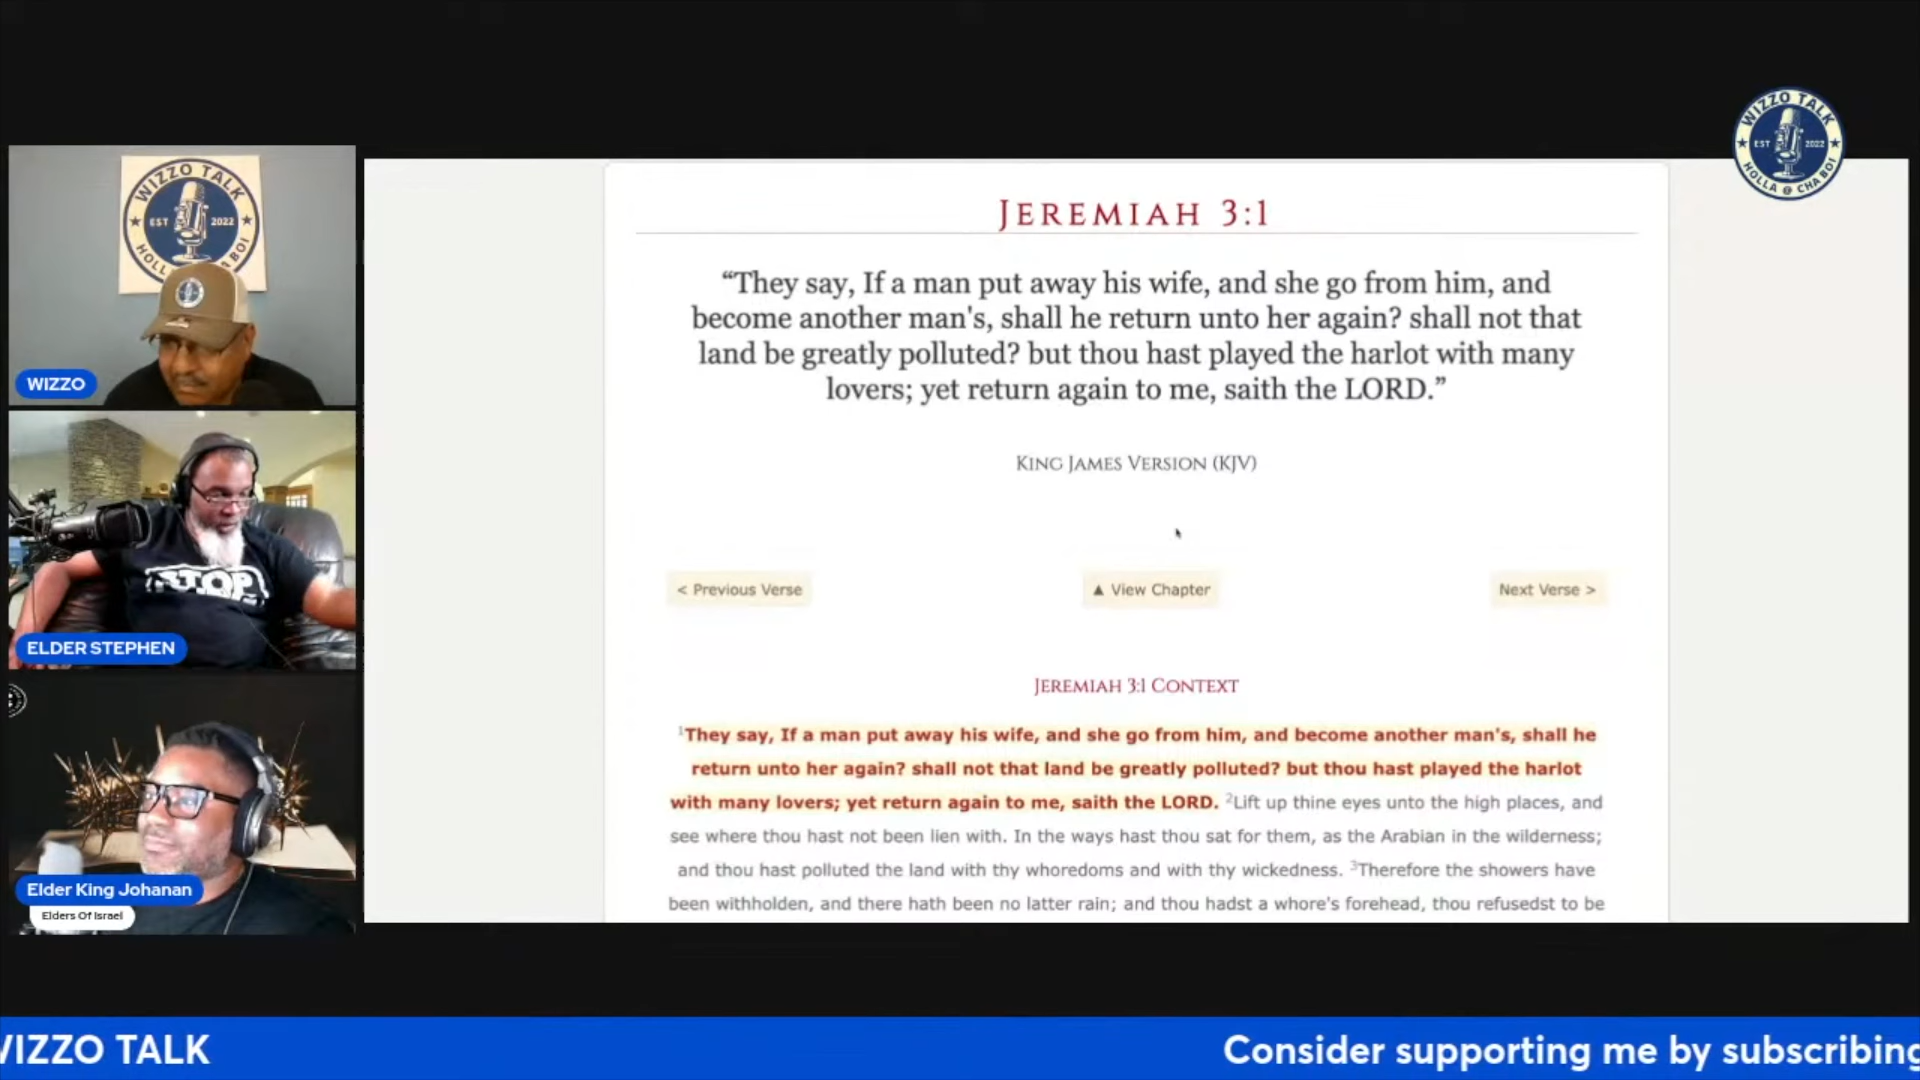 WIZZO TALK
EST 2022
HOLLA @ CHA BOI
WIZZO TALK
EST 2022
HOLL
A BOI
WIZZO
STOP
ELDER STEPHEN
Elder King Johanan
Elders Of Israel
JEREMIAH 3:1
“They say, If a man put away his wife, and she go from him, and
become another man's, shall he return unto her again? shall not that
land be greatly polluted? but thou hast played the harlot with many
lovers; yet return again to me, saith the LORD.”
KING JAMES VERSION (KJV)
< Previous Verse
▲ View Chapter
Next Verse >
JEREMIAH 3:1 CONTEXT
1They say, If a man put away his wife, and she go from him, and become another man's, shall he
return unto her again? shall not that land be greatly polluted? but thou hast played the harlot
with many lovers; yet return again to me, saith the LORD. 2Lift up thine eyes unto the high places, and
see where thou hast not been lien with. In the ways hast thou sat for them, as the Arabian in the wilderness;
and thou hast polluted the land with thy whoredoms and with thy wickedness. 3Therefore the showers have
been withholden, and there hath been no latter rain; and thou hadst a whore's forehead, thou refusedst to be
WIZZO TALK
Consider supporting me by subscribing